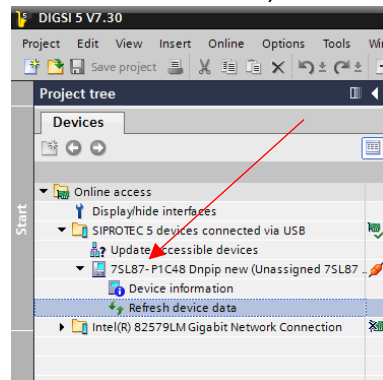 DIGSI 5 V7.30
Project Edit View Insert Online Options Tools
Save project
Project tree
Devices
Start
Online access
Display/hide interfaces
SIPROTEC 5 devices connected via USB
Update accessible devices
7SL87-P1C48 Dnpip new (Unassigned 7SL87 ..
Device information
Refresh device data
Intel(R) 82579LM Gigabit Network Connection